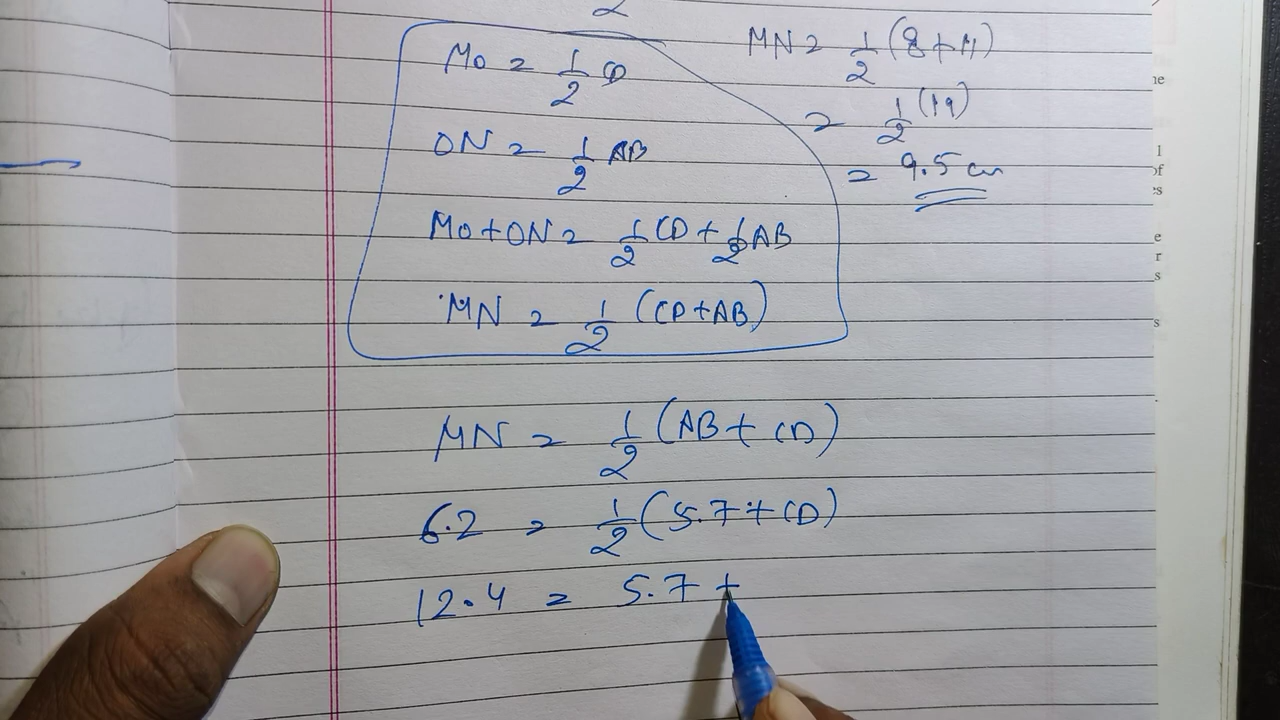 2
MO = 1/2 CD
ON = 1/2 AB
MO + ON = 1/2 CD + 1/2 AB
MN = 1/2 (CD + AB)
MN = 1/2 (8 + 11)
= 1/2 (19)
= 9.5 cm
MN = 1/2 (AB + CD)
6.2 = 1/2 (5.7 + CD)
12.4 = 5.7 +